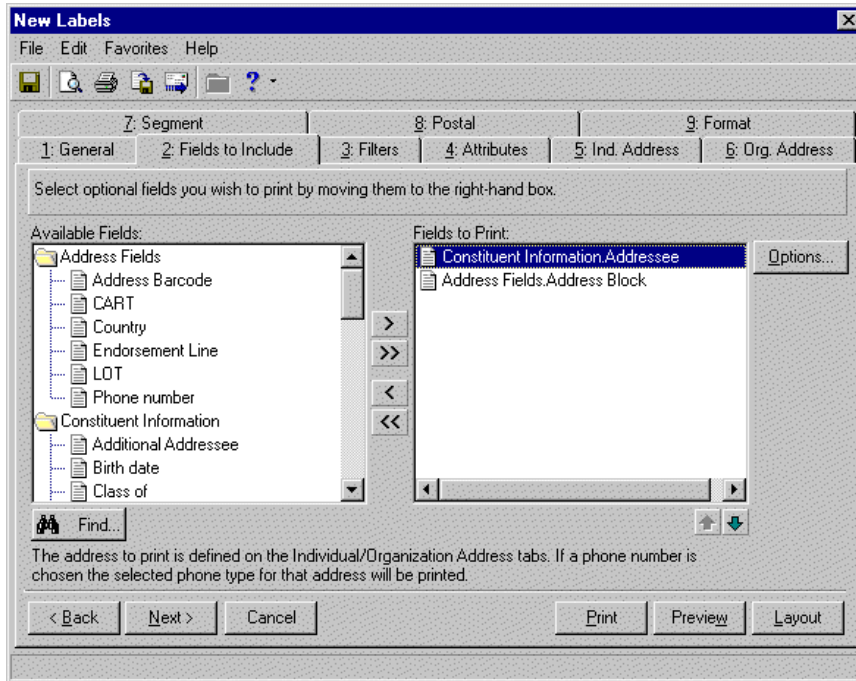 New Labels
File Edit Favorites Help
7: Segment 8: Postal 9: Format
1: General 2: Fields to Include 3: Filters 4: Attributes 5: Ind. Address 6: Org. Address
Select optional fields you wish to print by moving them to the right-hand box.
Available Fields: Fields to Print:
Address Fields Constituent Information.Addressee Options...
Address Barcode Address Fields.Address Block
CART
Country
Endorsement Line
LOT
Phone number
Constituent Information
Additional Addressee
Birth date
Class of
> 
>>
<
<<
Find...
The address to print is defined on the Individual/Organization Address tabs. If a phone number is
chosen the selected phone type for that address will be printed.
< Back Next > Cancel Print Preview Layout